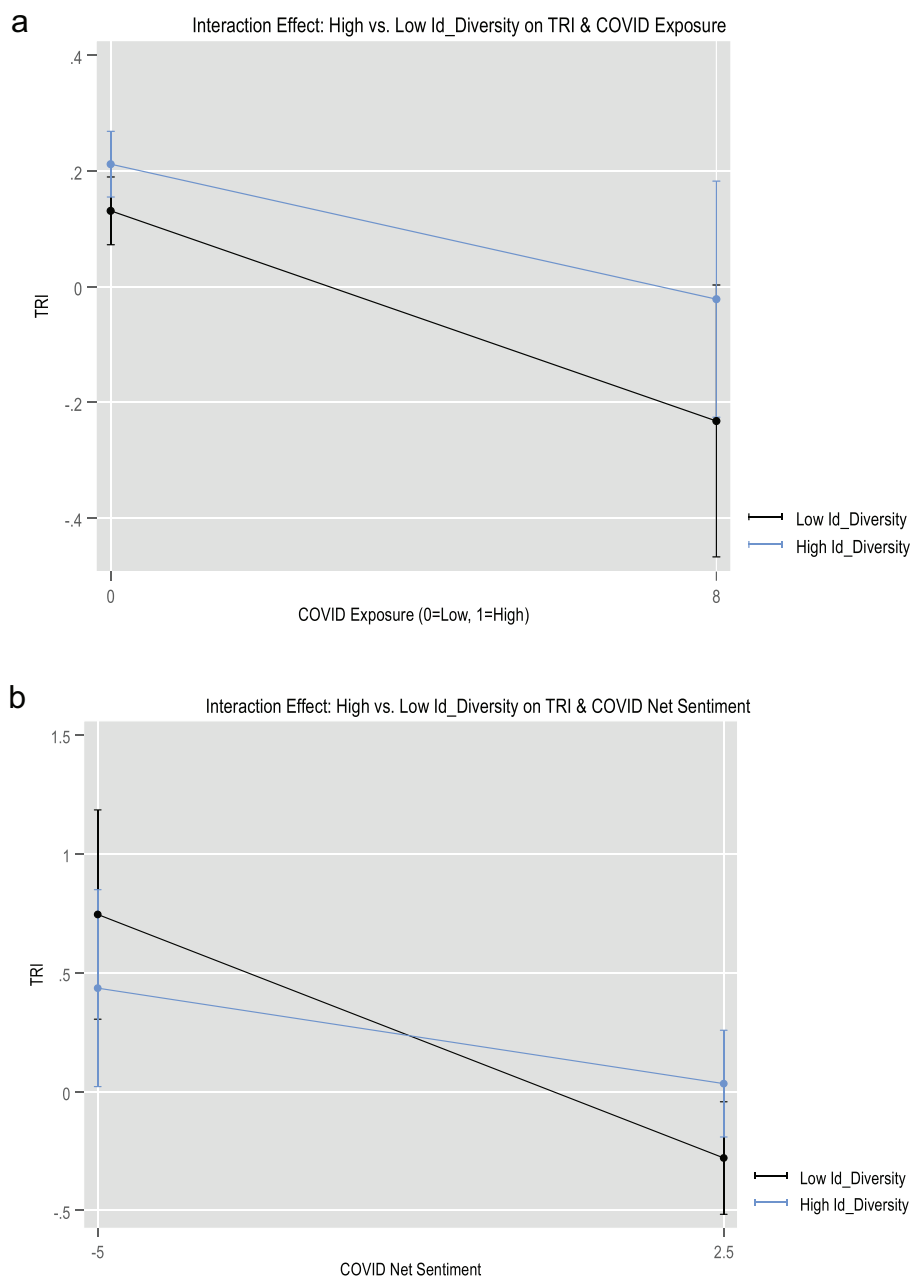 a
Interaction Effect: High vs. Low Id_Diversity on TRI & COVID Exposure
.4
.2
0
-.2
-.4
TRI
0
8
COVID Exposure (0=Low, 1=High)
Low Id_Diversity
High Id_Diversity
b
Interaction Effect: High vs. Low Id_Diversity on TRI & COVID Net Sentiment
1.5
1
.5
0
-.5
TRI
-5
2.5
COVID Net Sentiment
Low Id_Diversity
High Id_Diversity